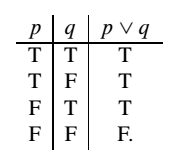 p q p ∨ q
T T T
T F T
F T T
F F F.